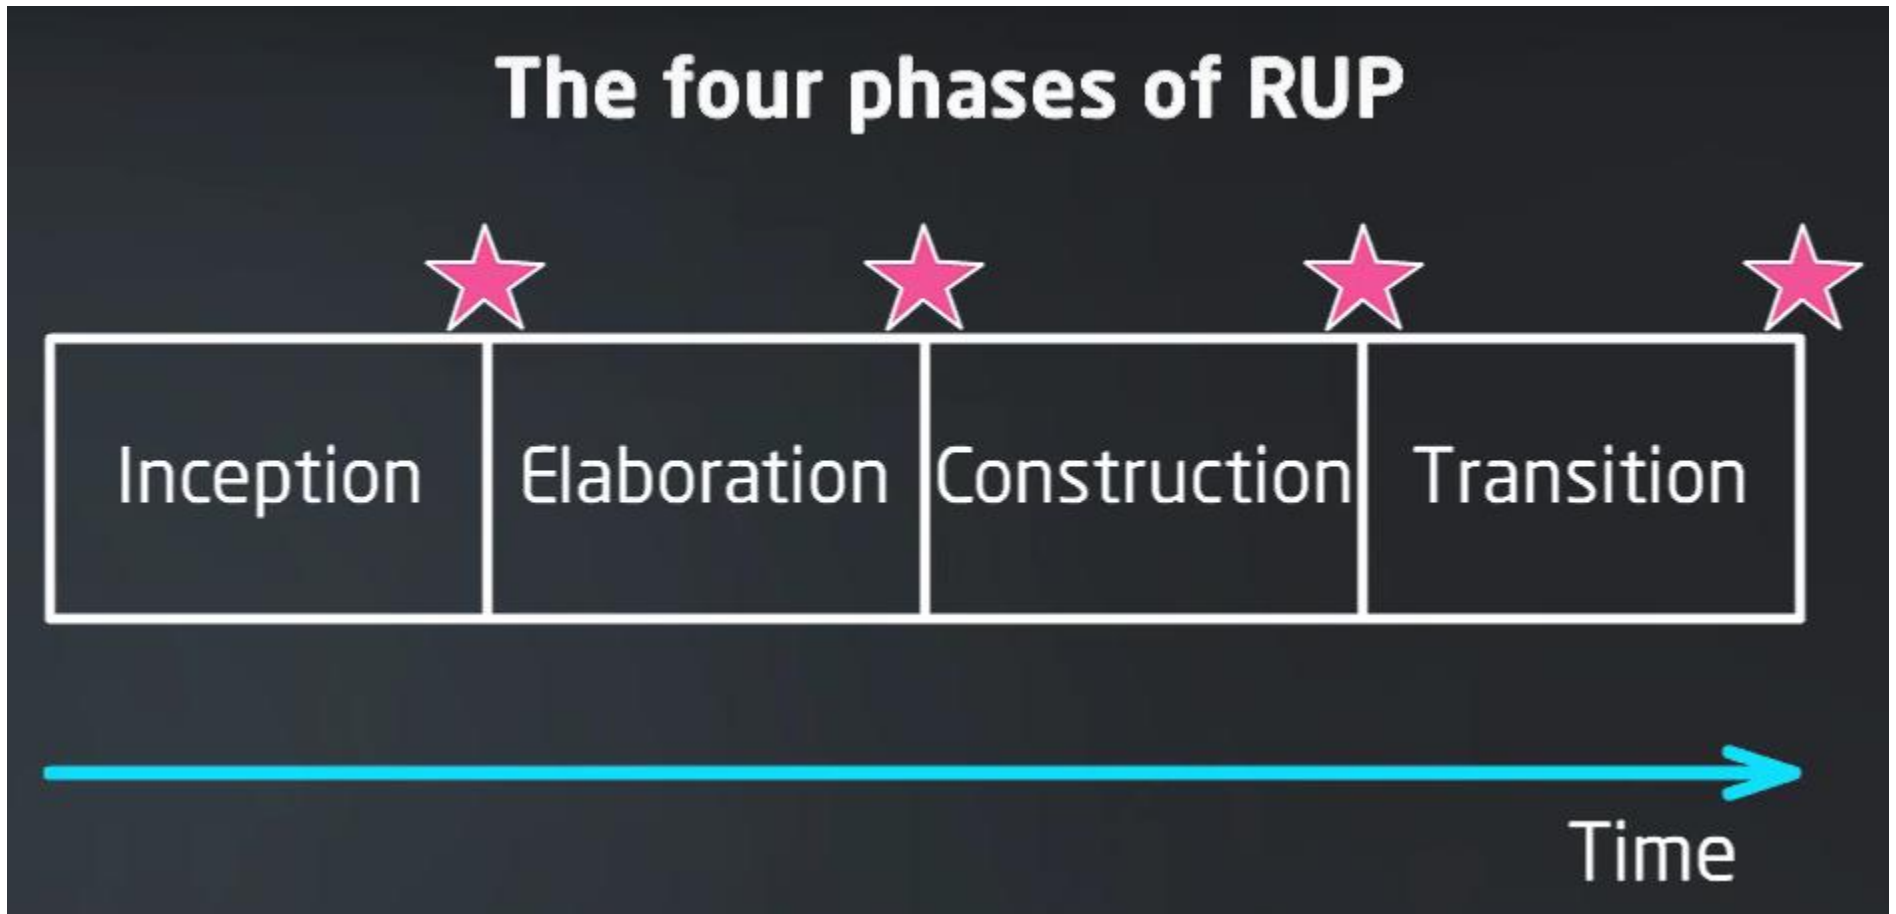 The four phases of RUP
Inception Elaboration Construction Transition
Time